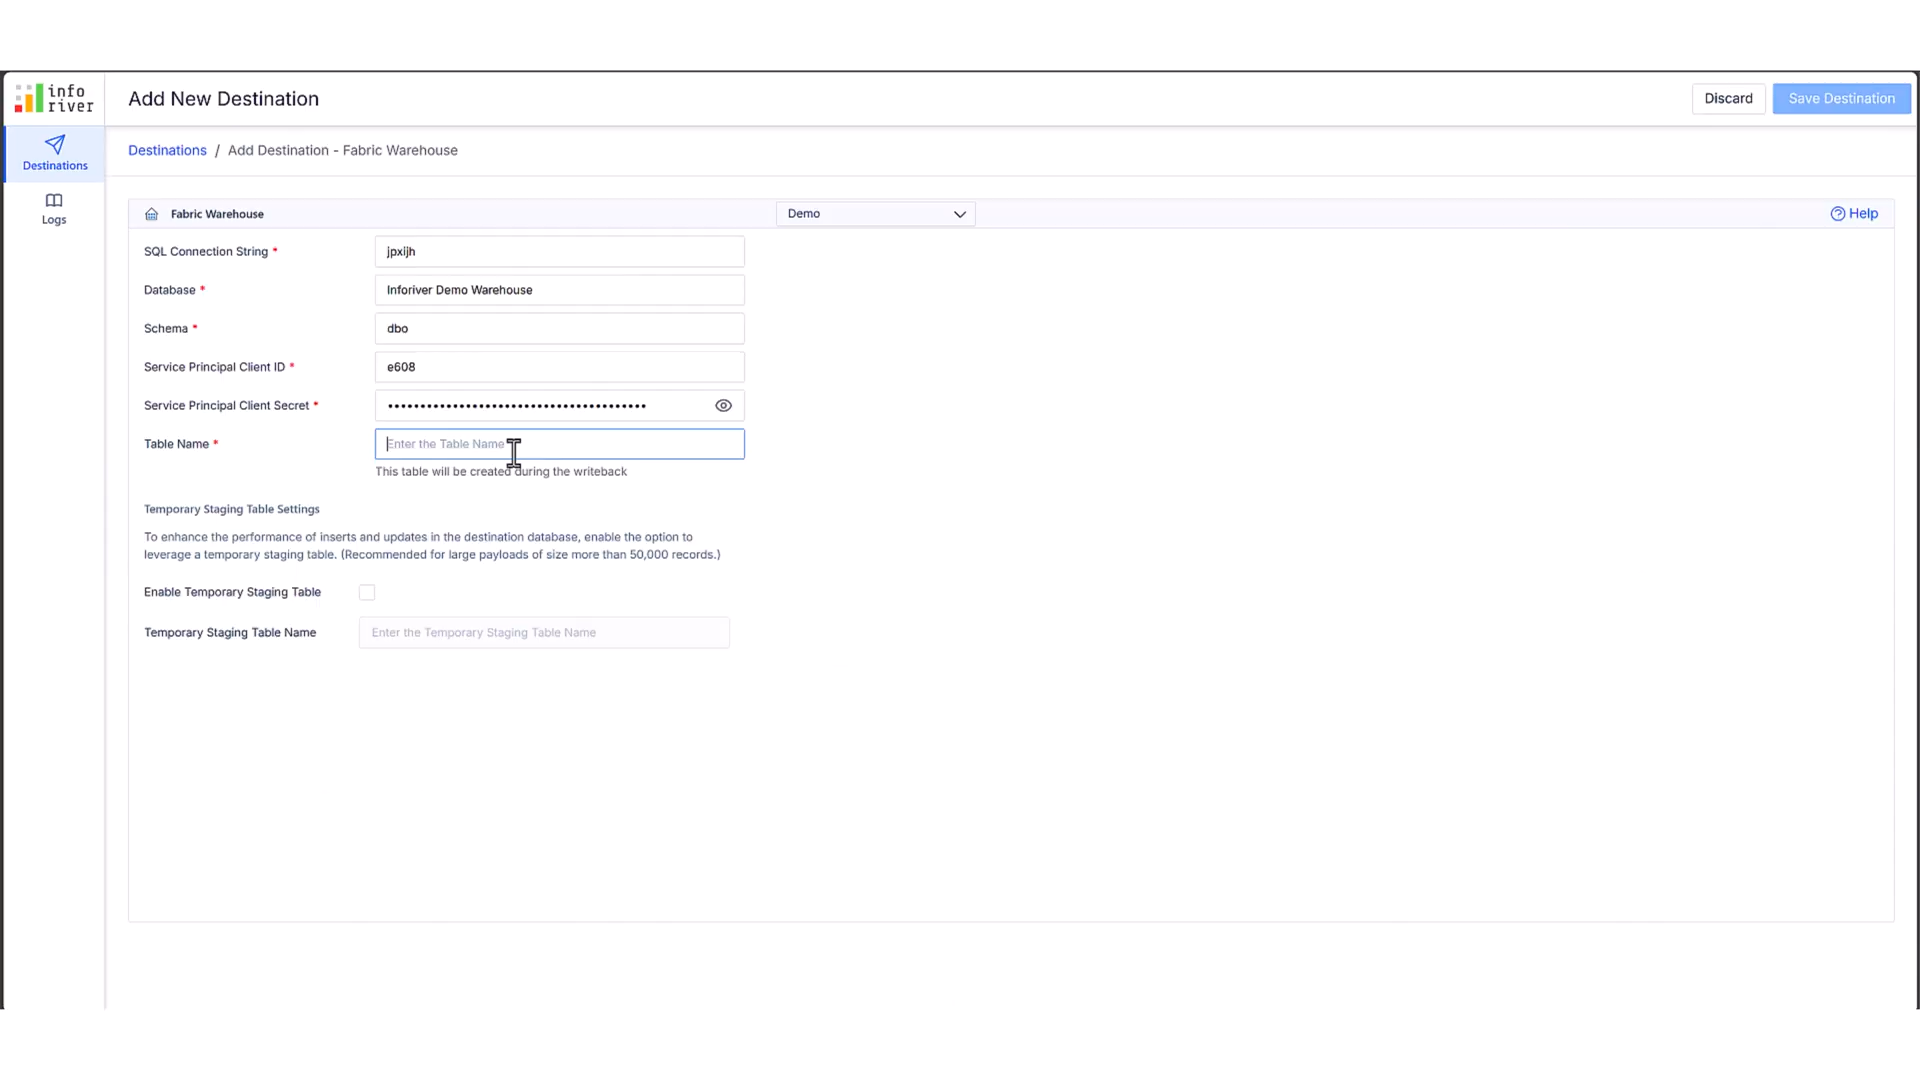 info
river
Add New Destination
Discard
Save Destination
Destinations
Logs
Destinations / Add Destination - Fabric Warehouse
Fabric Warehouse
Demo
Help
SQL Connection String *
jpxijh
Database *
Inforiver Demo Warehouse
Schema *
dbo
Service Principal Client ID *
e608
Service Principal Client Secret *
Table Name *
Enter the Table Name
This table will be created during the writeback
Temporary Staging Table Settings
To enhance the performance of inserts and updates in the destination database, enable the option to
leverage a temporary staging table. (Recommended for large payloads of size more than 50,000 records.)
Enable Temporary Staging Table
Temporary Staging Table Name
Enter the Temporary Staging Table Name